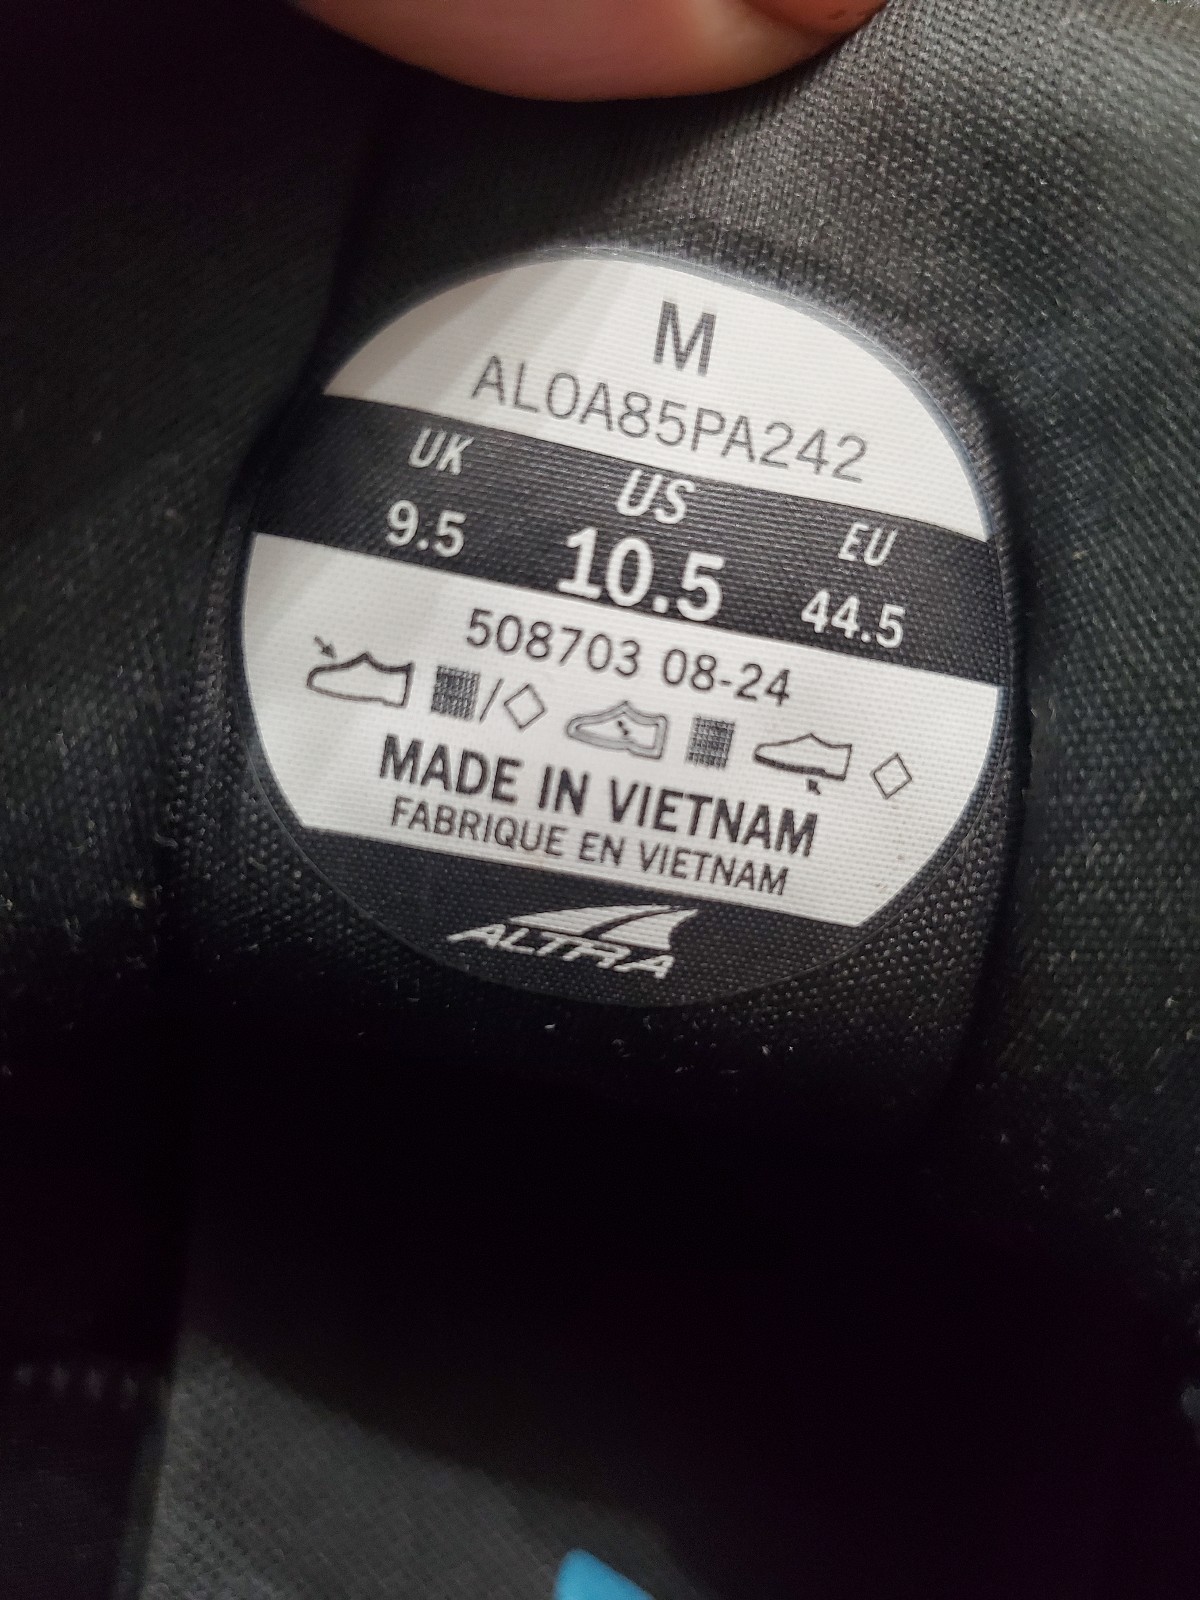 M
AL0A85PA242
UK US EU
9.5 10.5 44.5
508703 08-24
MADE IN VIETNAM
FABRIQUE EN VIETNAM
ALTRA